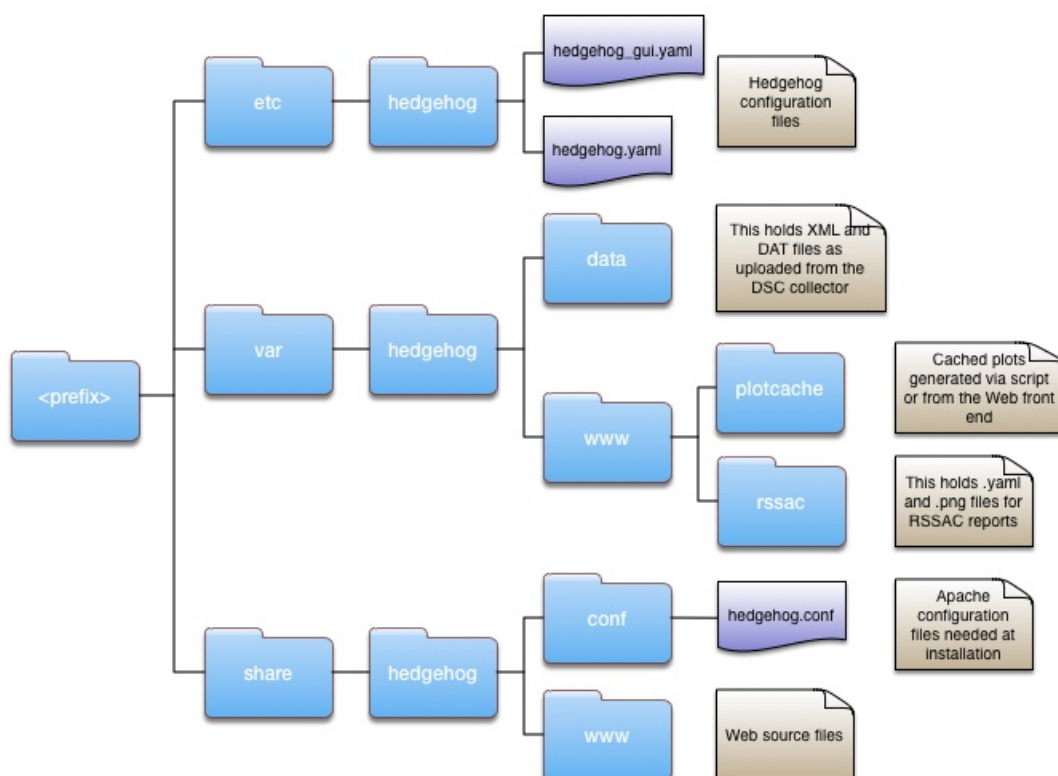 hedgehog_gui.yaml
etc
hedgehog
Hedgehog
configuration
files
hedgehog.yaml
data
This holds XML and
DAT files as
uploaded from the
DSC collector
var
hedgehog
<prefix>
plotcache
Cached plots
generated via script
or from the Web front
end
www
rssac
This holds .yaml
and .png files for
RSSAC reports
conf
hedgehog.conf
Apache
configuration
files needed at
installation
share
hedgehog
www
Web source files